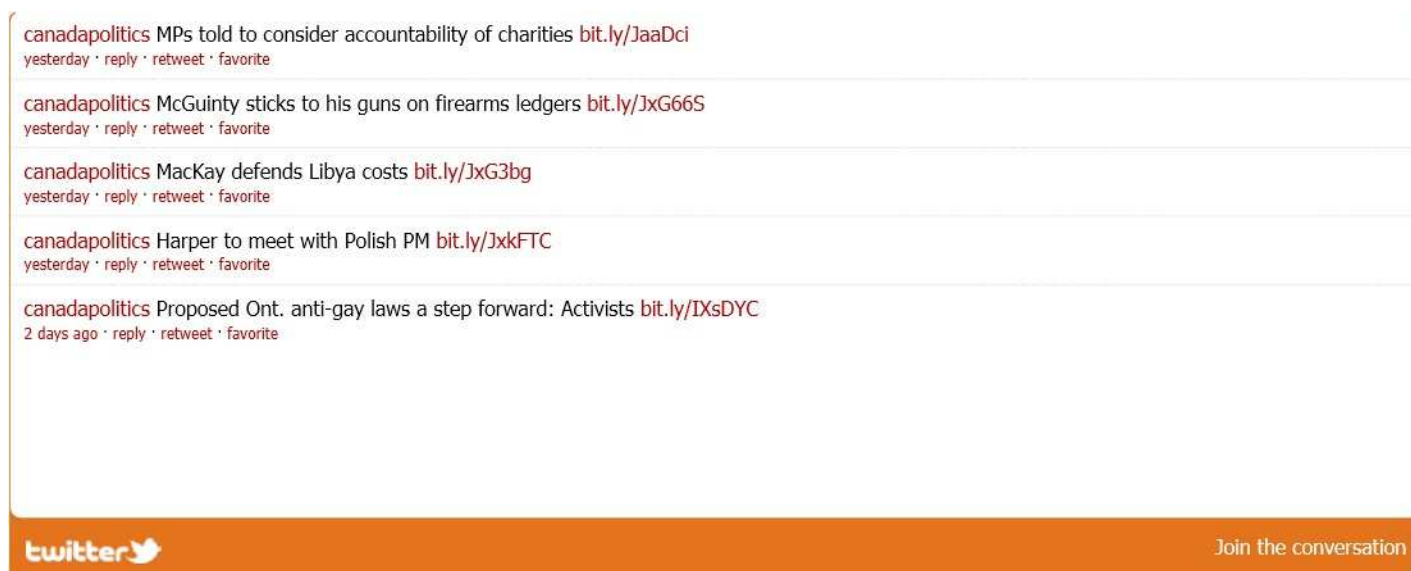 canadapolitics MPs told to consider accountability of charities bit.ly/JaaDci
yesterday · reply · retweet · favorite
canadapolitics McGuinty sticks to his guns on firearms ledgers bit.ly/JxG66S
yesterday · reply · retweet · favorite
canadapolitics MacKay defends Libya costs bit.ly/JxG3bg
yesterday · reply · retweet · favorite
canadapolitics Harper to meet with Polish PM bit.ly/JxkFTC
yesterday · reply · retweet · favorite
canadapolitics Proposed Ont. anti-gay laws a step forward: Activists bit.ly/IXsDYC
2 days ago · reply · retweet · favorite
twitter Join the conversation